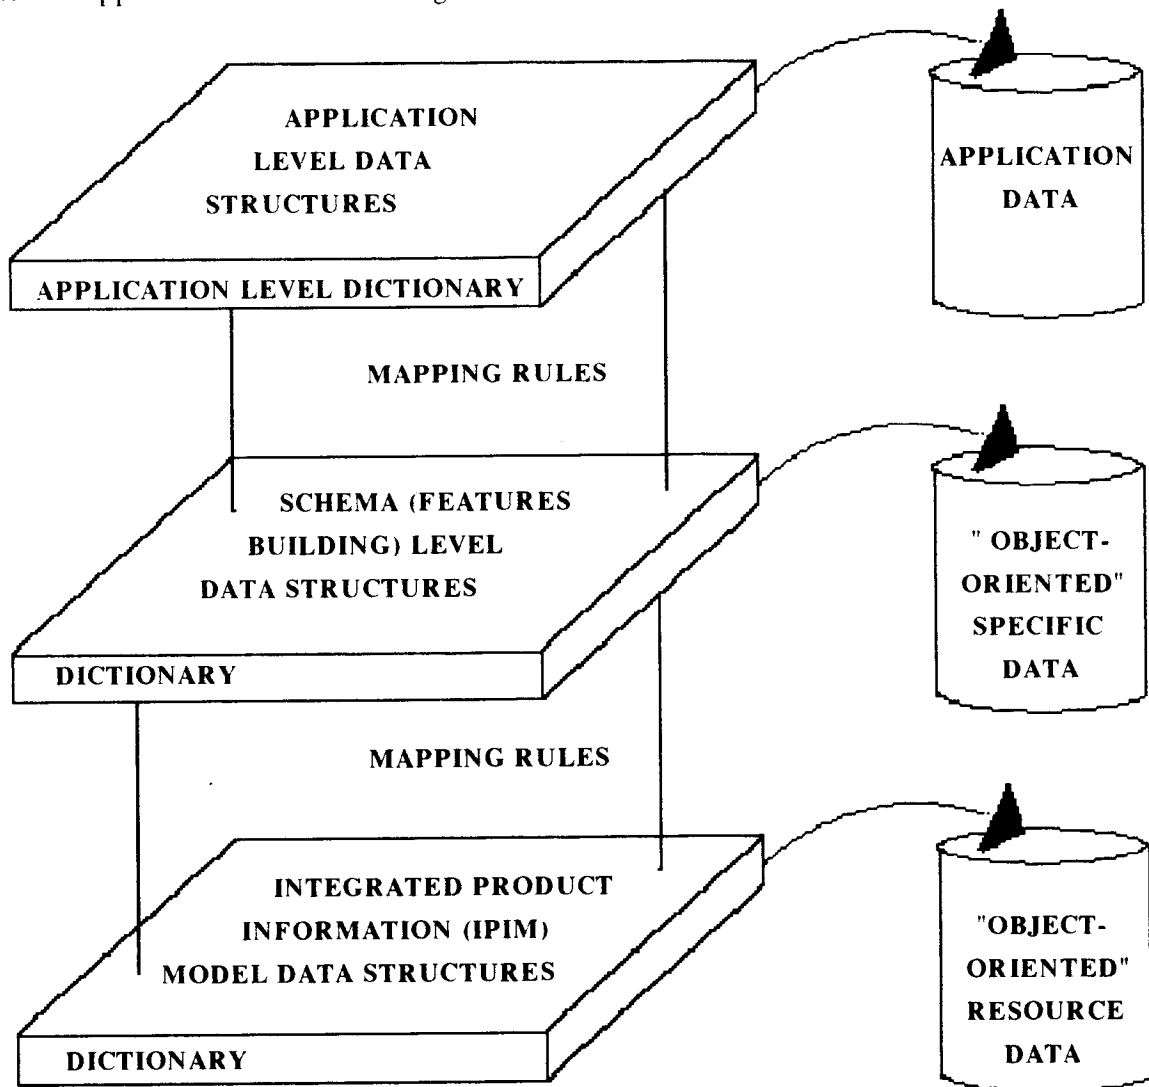 APPLICATION
LEVEL DATA
STRUCTURES
APPLICATION LEVEL DICTIONARY
APPLICATION
DATA
MAPPING RULES
SCHEMA (FEATURES
BUILDING) LEVEL
DATA STRUCTURES
DICTIONARY
" OBJECT-
ORIENTED"
SPECIFIC
DATA
MAPPING RULES
INTEGRATED PRODUCT
INFORMATION (IPIM)
MODEL DATA STRUCTURES
DICTIONARY
"OBJECT-
ORIENTED"
RESOURCE
DATA